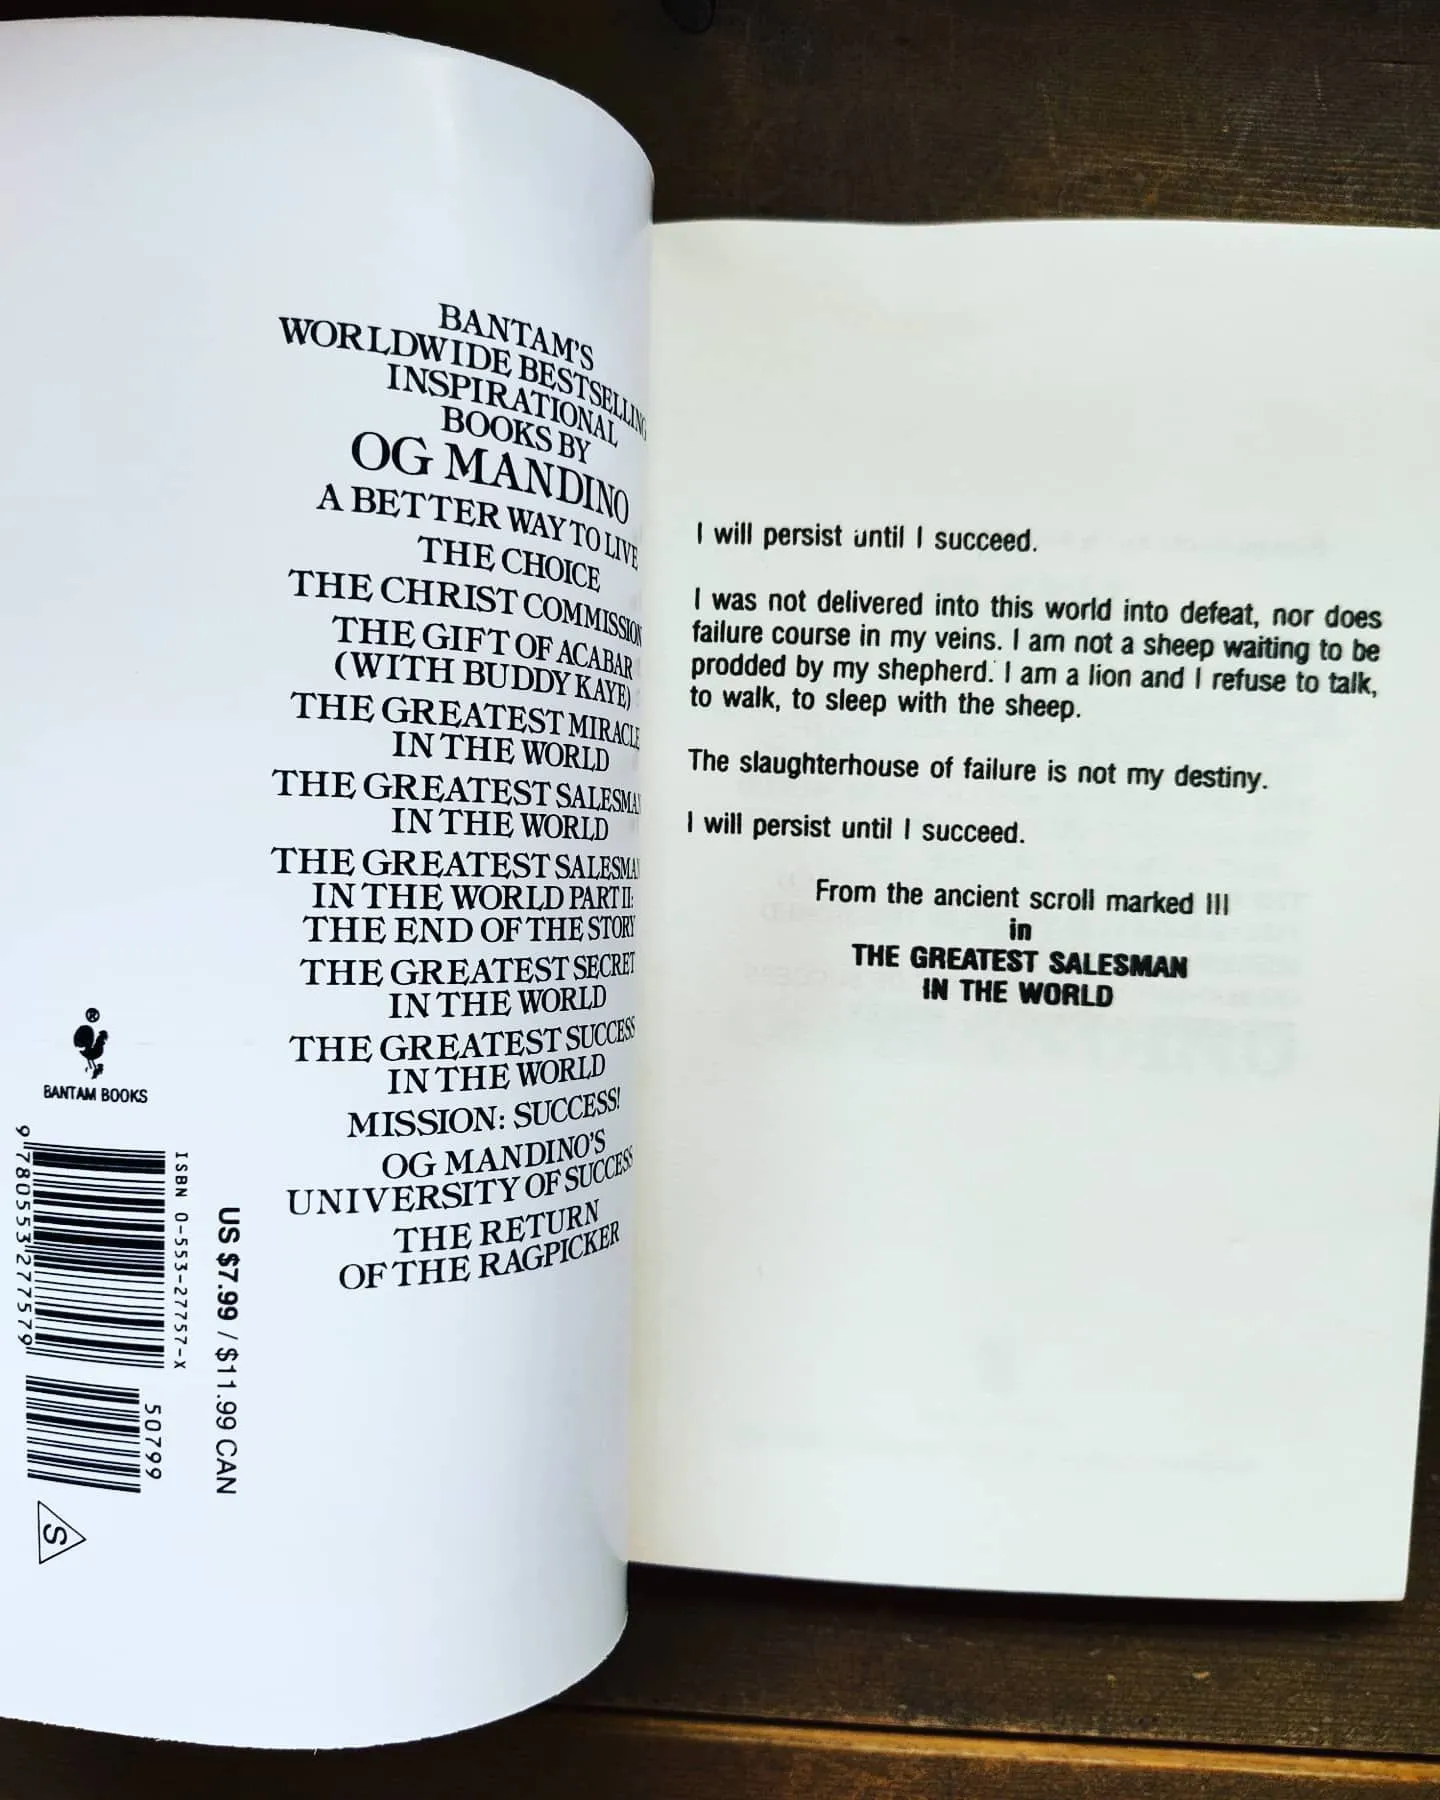 BANTAM'S
WORLDWIDE BESTSELLING
INSPIRATIONAL
BOOKS BY
OG MANDINO
A BETTER WAY TO LIVE
THE CHOICE
THE CHRIST COMMISSION
THE GIFT OF ACABAR
(WITH BUDDY KAYE)
THE GREATEST MIRACLE
IN THE WORLD
THE GREATEST SALESMAN
IN THE WORLD
THE GREATEST SALESMAN
IN THE WORLD PART II:
THE END OF THE STORY
THE GREATEST SECRET
IN THE WORLD
THE GREATEST SUCCESS
IN THE WORLD
MISSION: SUCCESS!
OG MANDINO'S
UNIVERSITY OF SUCCESS
THE RETURN
OF THE RAGPICKER
®
BANTAM BOOKS
9 780553 277579
ISBN 0-553-27757-X
US $7.99 / $11.99 CAN
50799
S
I will persist until I succeed.
I was not delivered into this world into defeat, nor does
failure course in my veins. I am not a sheep waiting to be
prodded by my shepherd. I am a lion and I refuse to talk,
to walk, to sleep with the sheep.
The slaughterhouse of failure is not my destiny.
I will persist until I succeed.
From the ancient scroll marked III
in
THE GREATEST SALESMAN
IN THE WORLD